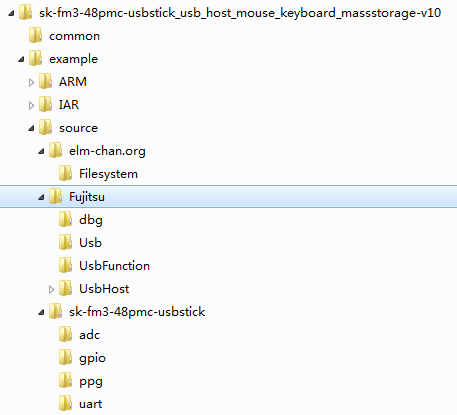 sk-fm3-48pmc-usbstick_usb_host_mouse_keyboard_massstorage-v10
common
example
ARM
IAR
source
elm-chan.org
Filesystem
Fujitsu
dbg
Usb
UsbFunction
UsbHost
sk-fm3-48pmc-usbstick
adc
gpio
ppg
uart